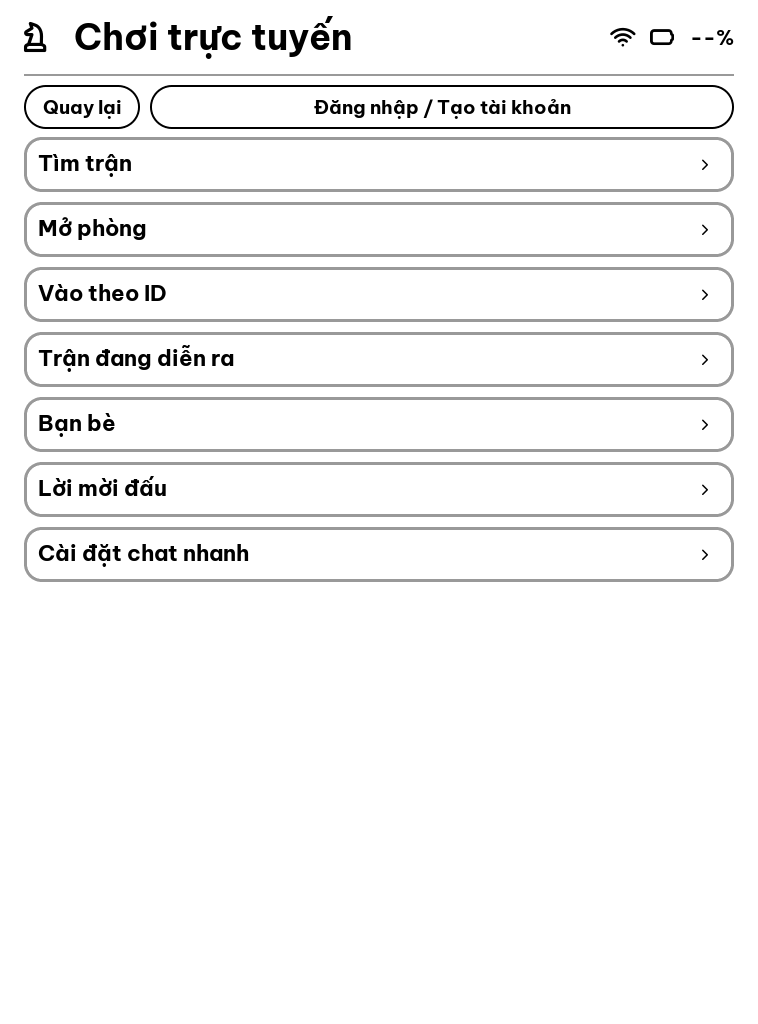 Chơi trực tuyến
--%
Quay lại
Đăng nhập / Tạo tài khoản
Tìm trận
Mở phòng
Vào theo ID
Trận đang diễn ra
Bạn bè
Lời mời đấu
Cài đặt chat nhanh